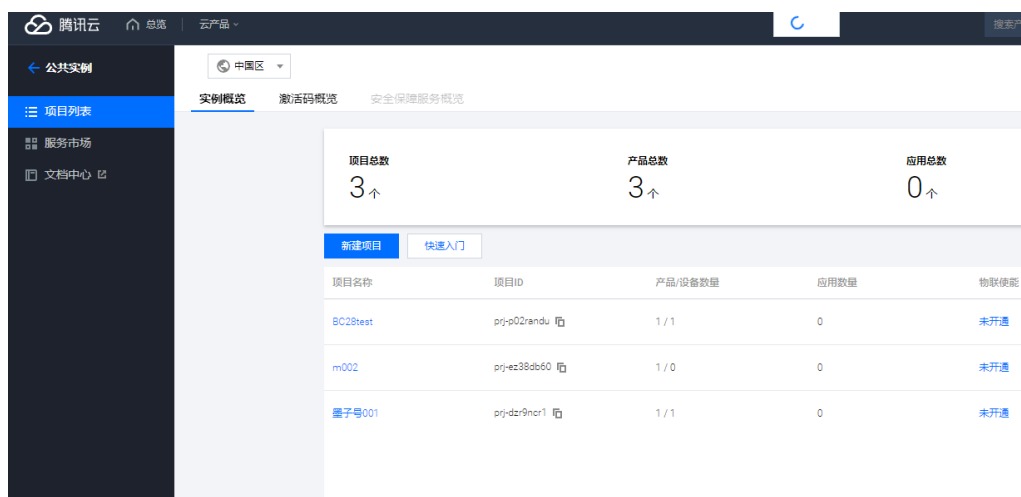 腾讯云 总览 云产品 搜索产
公共实例
中国区
实例概览 激活码概览 安全保障服务概览
项目列表
服务市场
文档中心
项目总数 产品总数 应用总数
3个 3个 0个
新建项目 快速入门
项目名称 项目ID 产品/设备数量 应用数量 物联使能
BC28test prj-p02randu 1 / 1 0 未开通
m002 prj-ez38db60 1 / 0 0 未开通
墨子号001 prj-dzr9ncr1 1 / 1 0 未开通